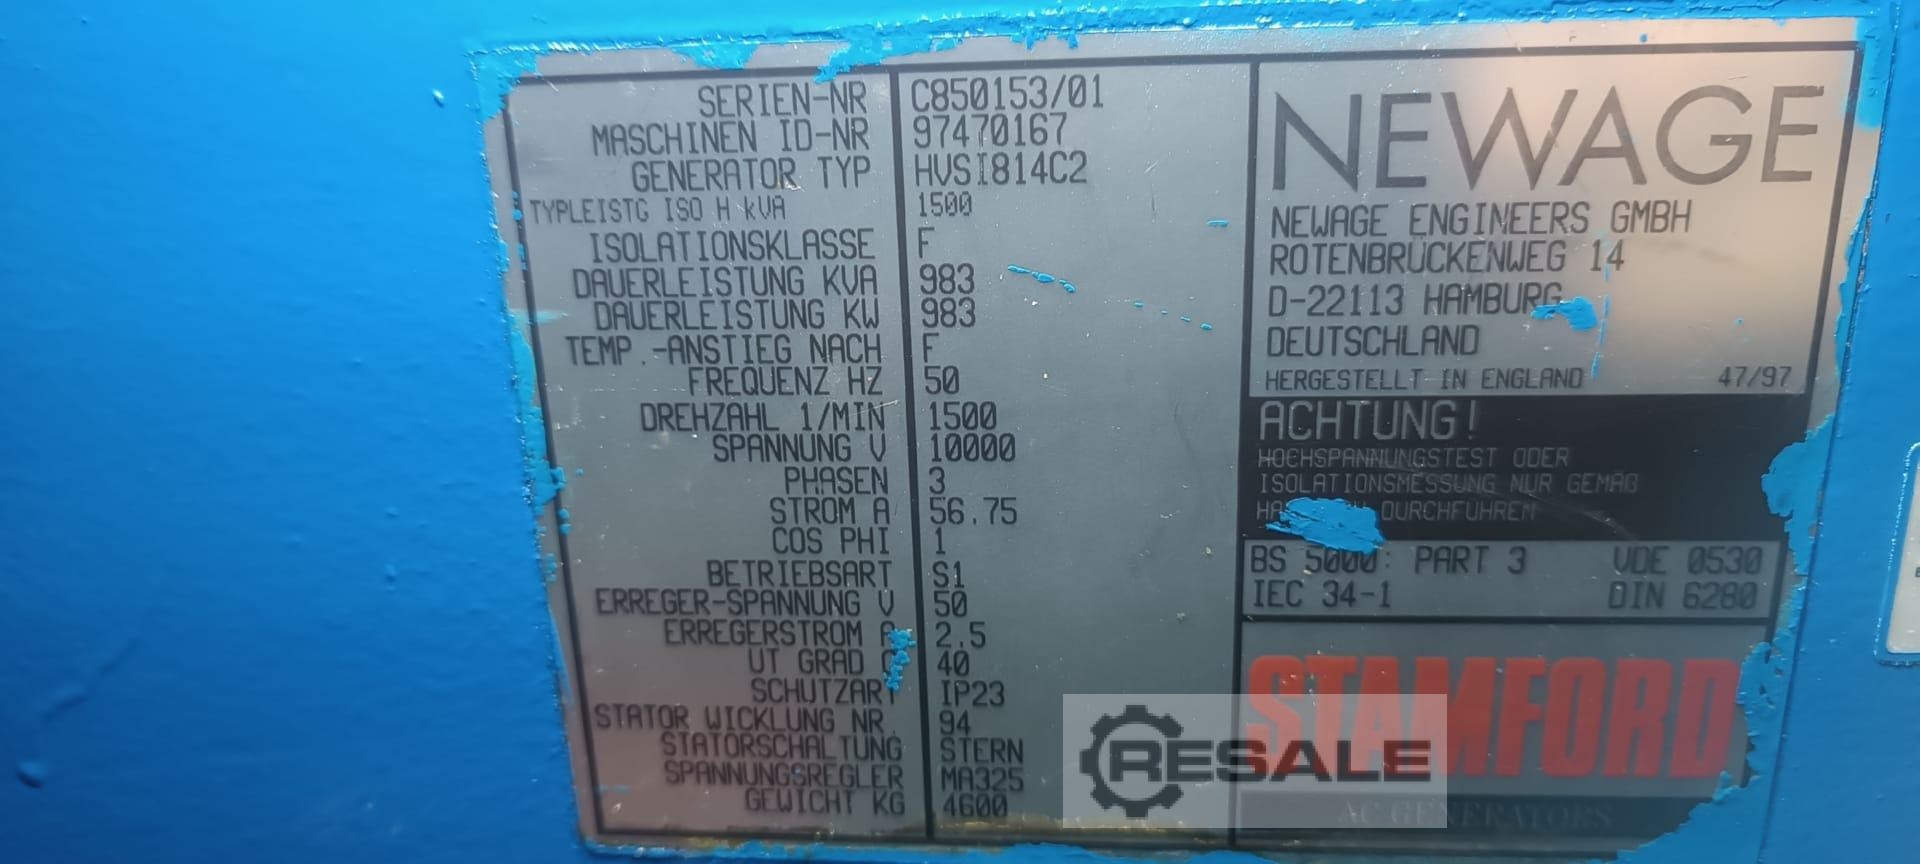 SERIEN-NR C850153/01
MASCHINEN ID-NR 97470167
GENERATOR TYP HVSI814C2
TYPLEISTG ISO H kVA 1500
ISOLATIONSKLASSE F
DAUERLEISTUNG KVA 983
DAUERLEISTUNG KW 983
TEMP.-ANSTIEG NACH F
FREQUENZ HZ 50
DREHZAHL 1/MIN 1500
SPANNUNG V 10000
PHASEN 3
STROM A 56.75
COS PHI 1
BETRIEBSART S1
ERREGER-SPANNUNG V 50
ERREGERSTROM A 2.5
UT GRAD C 40
SCHUTZART IP23
STATOR WICKLUNG NR. 94
STATORSCHALTUNG STERN
SPANNUNGSREGLER MA325
GEWICHT KG 4600
NEWAGE
NEWAGE ENGINEERS GMBH
ROTENBRÜCKENWEG 14
D-22113 HAMBURG
DEUTSCHLAND
HERGESTELLT IN ENGLAND 47/97
ACHTUNG!
HOCHSPANNUNGSTEST ODER
ISOLATIONSMESSUNG NUR GEMÄß
DURCHFÜHREN
BS 5000: PART 3 VDE 0530
IEC 34-1 DIN 6280
STAMFORD
AC GENERATORS
RESALE